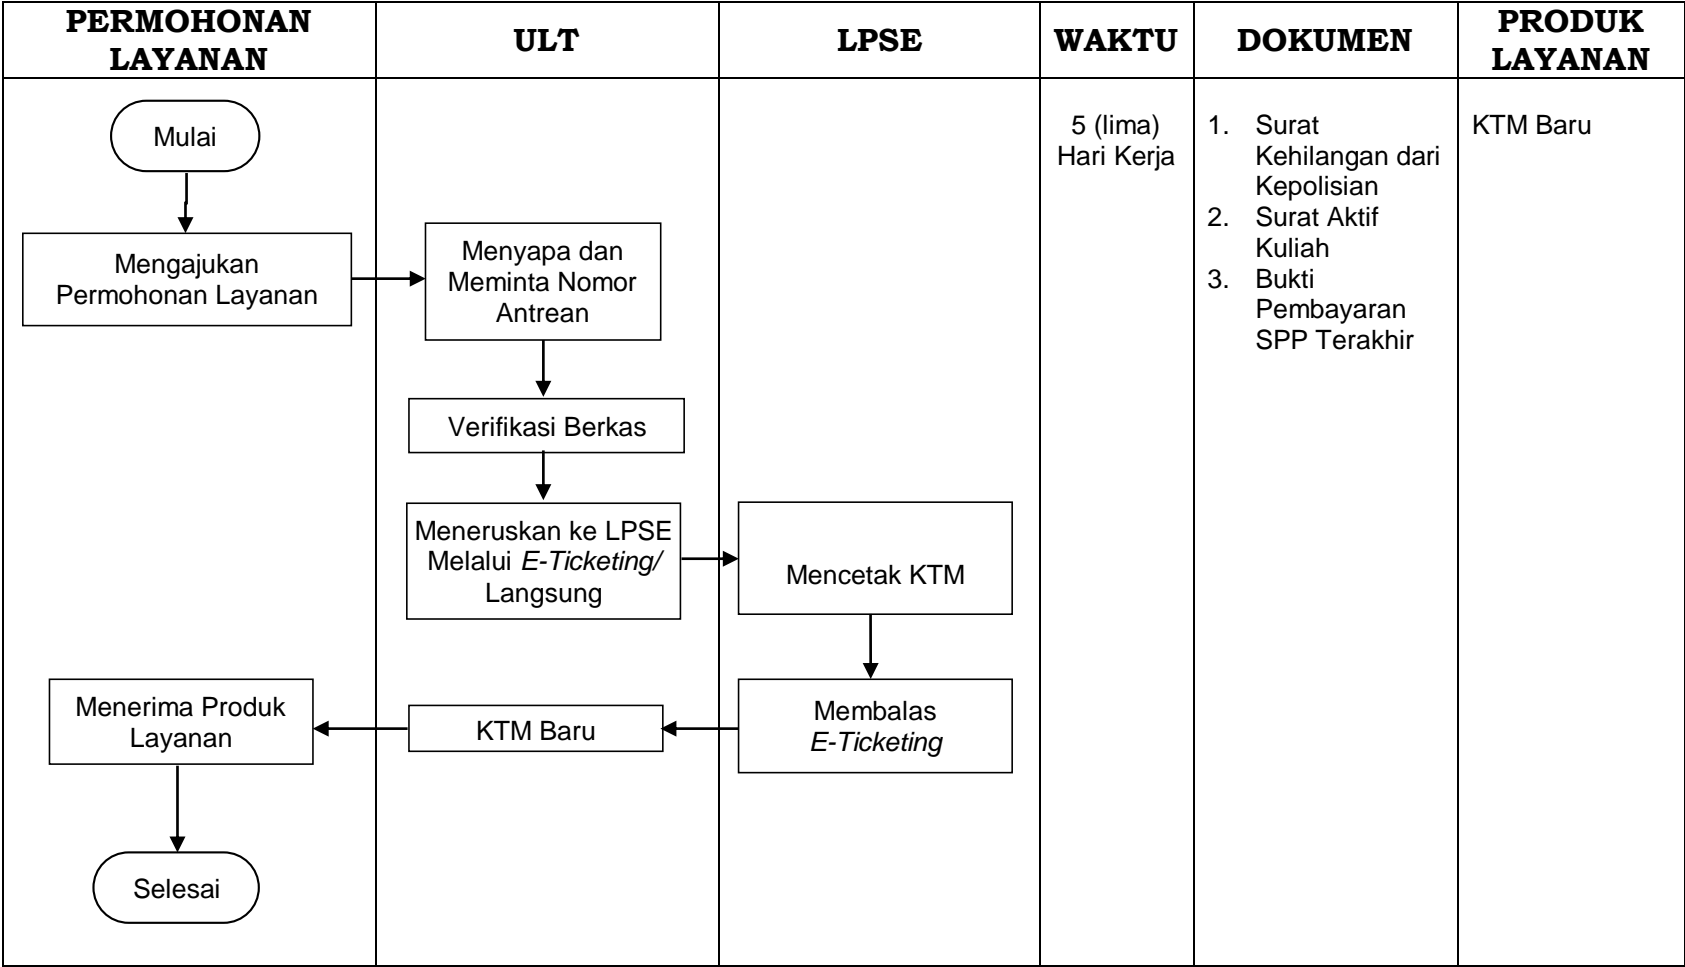 PERMOHONAN
LAYANAN
ULT
LPSE
WAKTU
DOKUMEN
PRODUK
LAYANAN
Mulai
Mengajukan
Permohonan Layanan
Menyapa dan
Meminta Nomor
Antrean
Verifikasi Berkas
Meneruskan ke LPSE
Melalui E-Ticketing/
Langsung
Mencetak KTM
Membalas
E-Ticketing
KTM Baru
Menerima Produk
Layanan
Selesai
5 (lima)
Hari Kerja
1. Surat
Kehilangan dari
Kepolisian
2. Surat Aktif
Kuliah
3. Bukti
Pembayaran
SPP Terakhir
KTM Baru